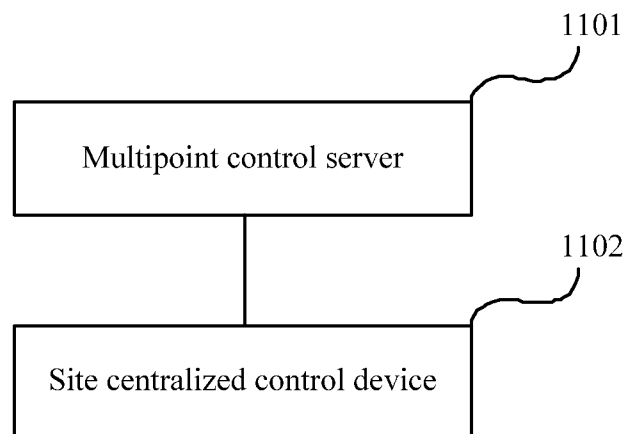 1101
Multipoint control server
1102
Site centralized control device